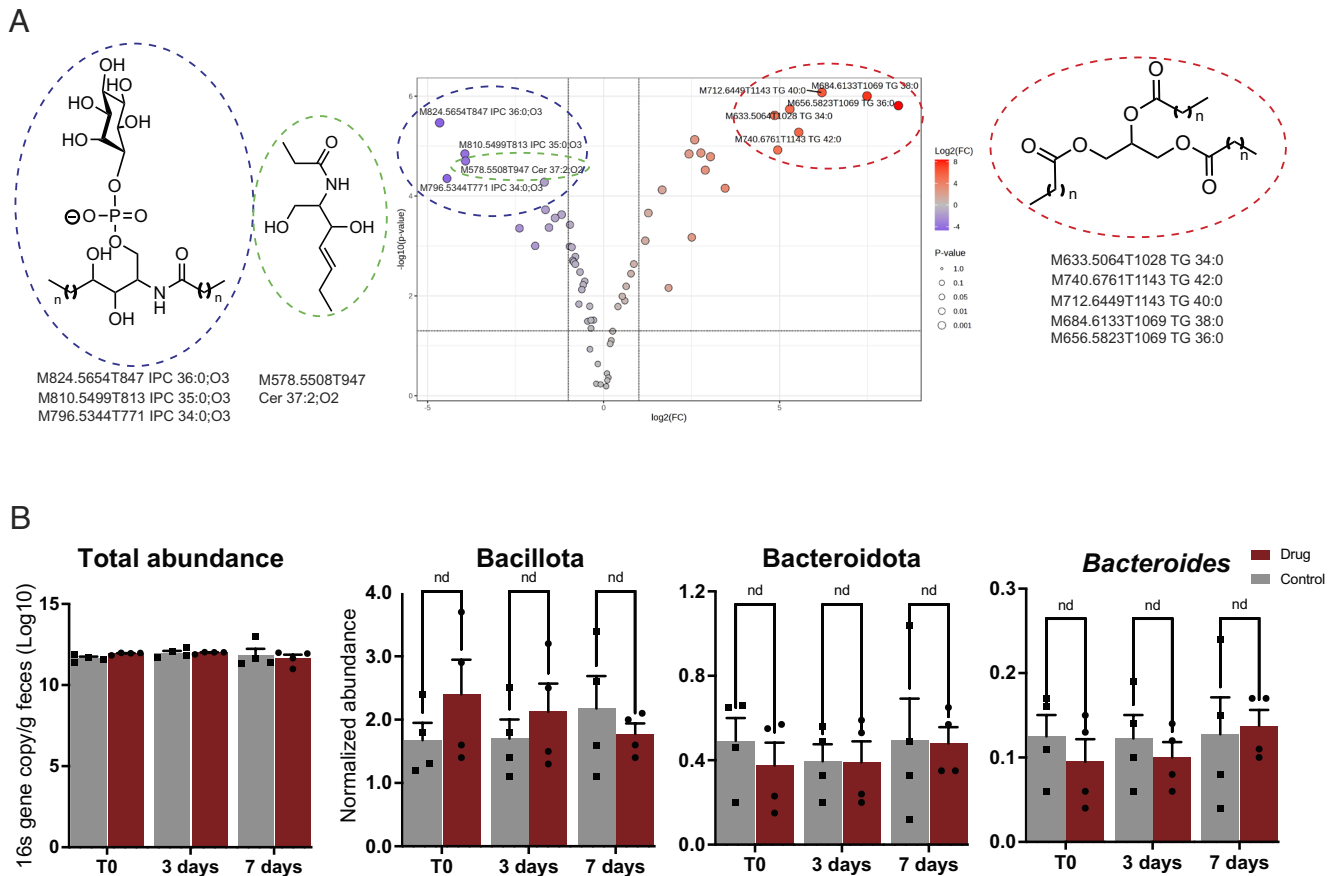 A
OH
HO
OH
HO
OH
HO
O
O
⊖
O
P
O
O
OH
O
n
N
H
n
OH
M824.5654T847 IPC 36:0;O3
M810.5499T813 IPC 35:0;O3
M796.5344T771 IPC 34:0;O3
O
NH
HO
OH
M578.5508T947
Cer 37:2;O2
-log10(p-value)
6
4
2
0
-5
0
5
log2(FC)
M684.6133T1069 TG 38:0
M712.6449T1143 TG 40:0
M656.5823T1069 TG 36:0
M633.5064T1028 TG 34:0
M740.6761T1143 TG 42:0
M824.5654T847 IPC 36:0;O3
M810.5499T813 IPC 35:0;O3
M578.5508T947 Cer 37:2;O2
M796.5344T771 IPC 34:0;O3
Log2(FC)
8
4
0
-4
P-value
1.0
0.1
0.05
0.01
0.001
O
O
n
O
O
O
O
n
n
M633.5064T1028 TG 34:0
M740.6761T1143 TG 42:0
M712.6449T1143 TG 40:0
M684.6133T1069 TG 38:0
M656.5823T1069 TG 36:0
B
Total abundance
16s gene copy/g feces (Log10)
15
10
5
0
T0 3 days 7 days
Bacillota
Normalized abundance
nd nd nd
4.0
3.0
2.0
1.0
0.0
T0 3 days 7 days
Bacteroidota
nd nd nd
1.2
0.8
0.4
0.0
T0 3 days 7 days
Bacteroides
nd nd nd
0.3
0.2
0.1
0.0
T0 3 days 7 days
Drug
Control